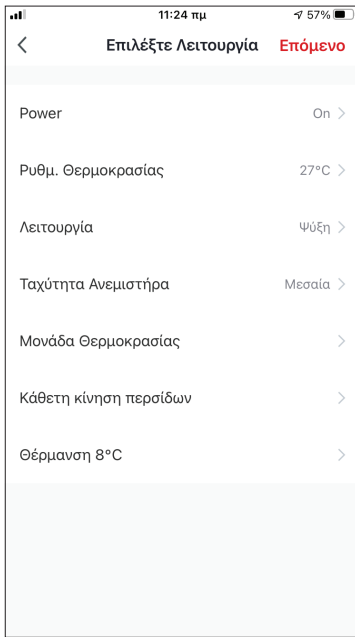 11:24 πμ 57%
Επιλέξτε Λειτουργία Επόμενο
Power On
Ρυθμ. Θερμοκρασίας 27°C
Λειτουργία Ψύξη
Ταχύτητα Ανεμιστήρα Μεσαία
Μονάδα Θερμοκρασίας
Κάθετη κίνηση περσίδων
Θέρμανση 8°C